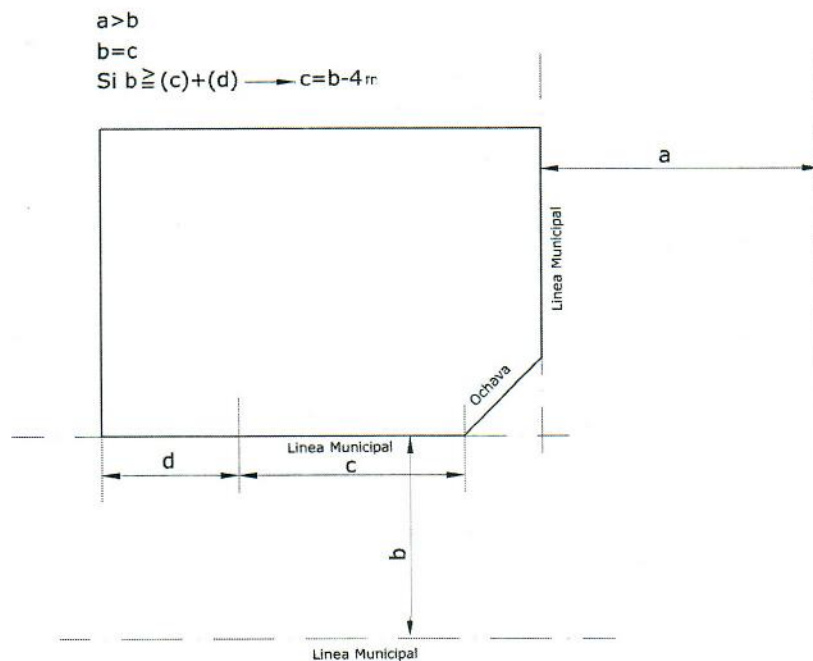 a>b
b=c
Si b≧(c)+(d) ⟶ c=b-4
a
Linea Municipal
Ochava
Linea Municipal
d
c
b
Linea Municipal